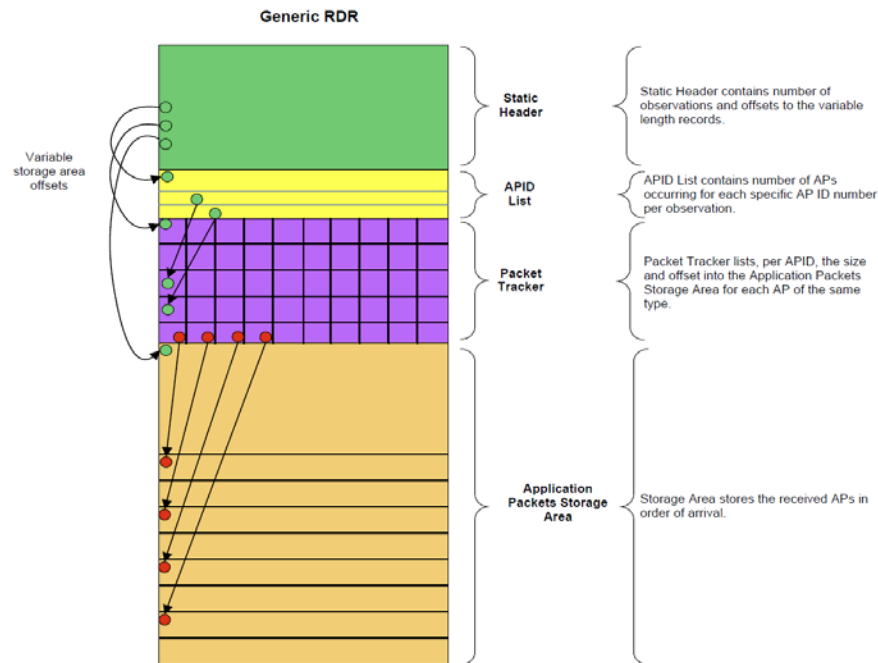 Generic RDR
Variable
storage area
offsets
Static
Header
Static Header contains number of
observations and offsets to the variable
length records.
APID
List
APID List contains number of APs
occurring for each specific AP ID number
per observation.
Packet
Tracker
Packet Tracker lists, per APID, the size
and offset into the Application Packets
Storage Area for each AP of the same
type.
Application
Packets Storage
Area
Storage Area stores the received APs in
order of arrival.